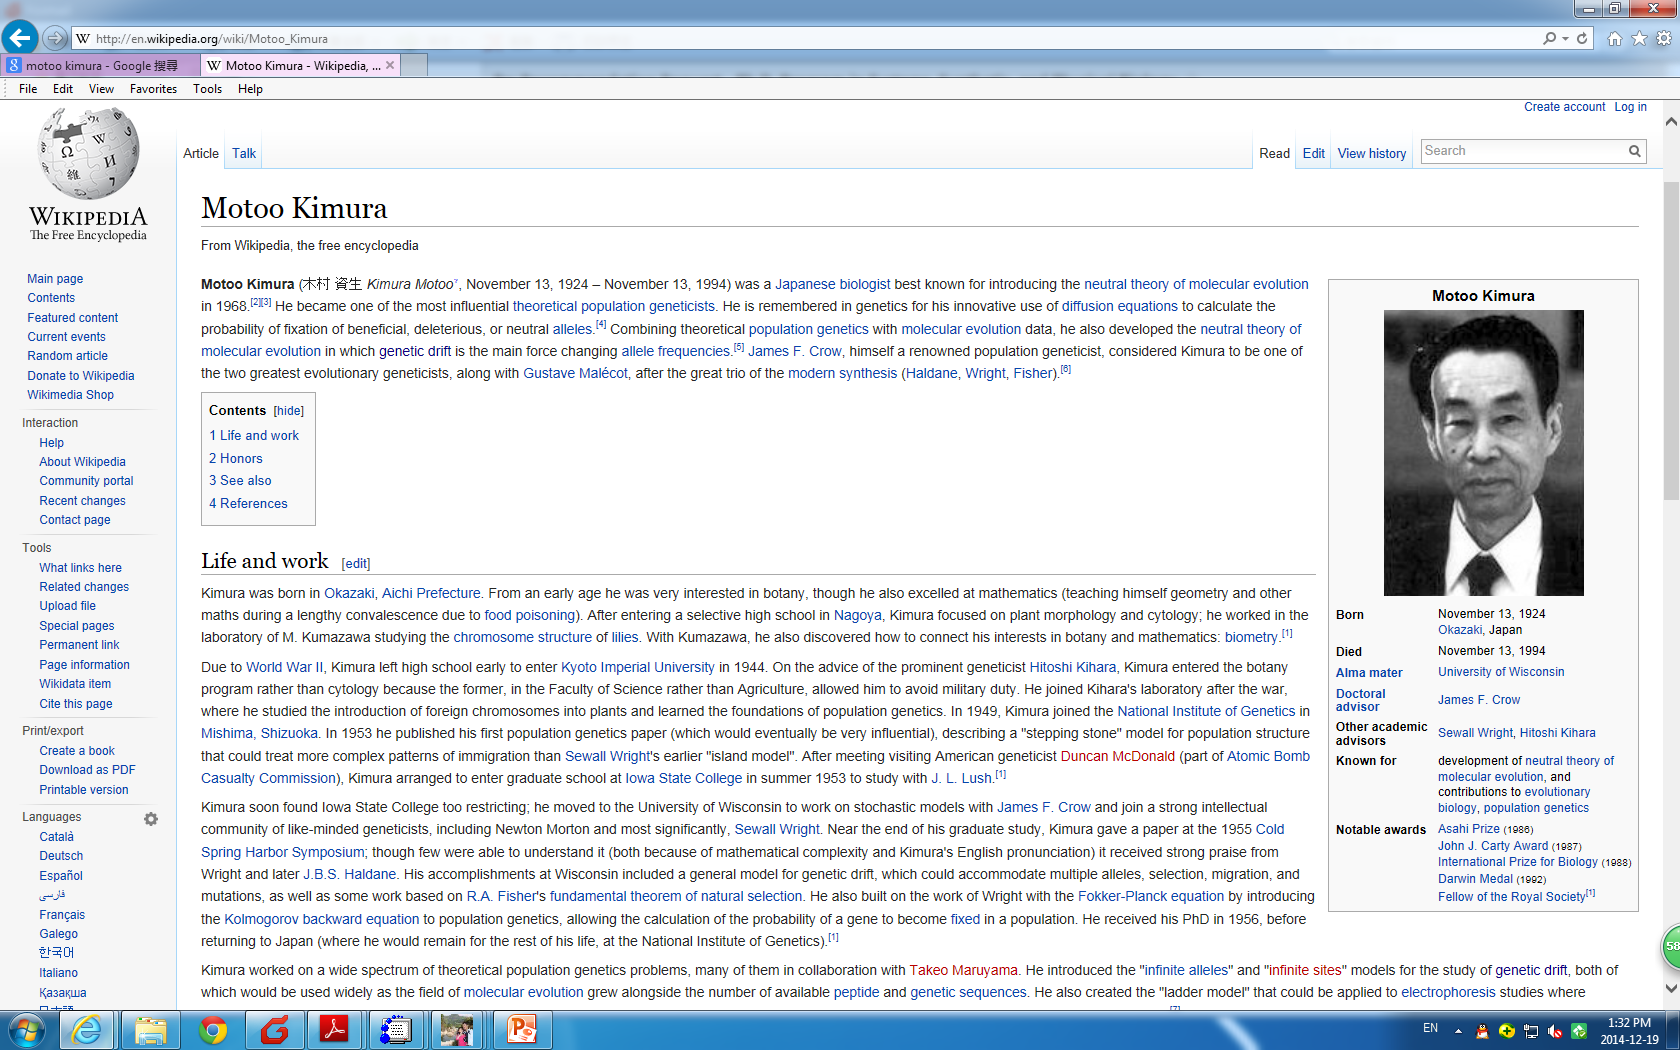 http://en.wikipedia.org/wiki/Motoo_Kimura
motoo kimura - Google 搜尋
Motoo Kimura - Wikipedia, ...
File Edit View Favorites Tools Help
Create account Log in
Article Talk
Read Edit View history
Search
WIKIPEDIA
The Free Encyclopedia
Main page
Contents
Featured content
Current events
Random article
Donate to Wikipedia
Wikimedia Shop
Interaction
Help
About Wikipedia
Community portal
Recent changes
Contact page
Tools
What links here
Related changes
Upload file
Special pages
Permanent link
Page information
Wikidata item
Cite this page
Print/export
Create a book
Download as PDF
Printable version
Languages
Català
Deutsch
Español
فارسی
Français
Galego
한국어
Italiano
Қазақша
Motoo Kimura
From Wikipedia, the free encyclopedia
Motoo Kimura (木村 資生 Kimura Motoo?, November 13, 1924 – November 13, 1994) was a Japanese biologist best known for introducing the neutral theory of molecular evolution
in 1968.[2][3] He became one of the most influential theoretical population geneticists. He is remembered in genetics for his innovative use of diffusion equations to calculate the
probability of fixation of beneficial, deleterious, or neutral alleles.[4] Combining theoretical population genetics with molecular evolution data, he also developed the neutral theory of
molecular evolution in which genetic drift is the main force changing allele frequencies.[5] James F. Crow, himself a renowned population geneticist, considered Kimura to be one of
the two greatest evolutionary geneticists, along with Gustave Malécot, after the great trio of the modern synthesis (Haldane, Wright, Fisher).[6]
Contents [hide]
1 Life and work
2 Honors
3 See also
4 References
Life and work [edit]
Kimura was born in Okazaki, Aichi Prefecture. From an early age he was very interested in botany, though he also excelled at mathematics (teaching himself geometry and other
maths during a lengthy convalescence due to food poisoning). After entering a selective high school in Nagoya, Kimura focused on plant morphology and cytology; he worked in the
laboratory of M. Kumazawa studying the chromosome structure of lilies. With Kumazawa, he also discovered how to connect his interests in botany and mathematics: biometry.[1]
Due to World War II, Kimura left high school early to enter Kyoto Imperial University in 1944. On the advice of the prominent geneticist Hitoshi Kihara, Kimura entered the botany
program rather than cytology because the former, in the Faculty of Science rather than Agriculture, allowed him to avoid military duty. He joined Kihara's laboratory after the war,
where he studied the introduction of foreign chromosomes into plants and learned the foundations of population genetics. In 1949, Kimura joined the National Institute of Genetics in
Mishima, Shizuoka. In 1953 he published his first population genetics paper (which would eventually be very influential), describing a "stepping stone" model for population structure
that could treat more complex patterns of immigration than Sewall Wright's earlier "island model". After meeting visiting American geneticist Duncan McDonald (part of Atomic Bomb
Casualty Commission), Kimura arranged to enter graduate school at Iowa State College in summer 1953 to study with J. L. Lush.[1]
Kimura soon found Iowa State College too restricting; he moved to the University of Wisconsin to work on stochastic models with James F. Crow and join a strong intellectual
community of like-minded geneticists, including Newton Morton and most significantly, Sewall Wright. Near the end of his graduate study, Kimura gave a paper at the 1955 Cold
Spring Harbor Symposium; though few were able to understand it (both because of mathematical complexity and Kimura's English pronunciation) it received strong praise from
Wright and later J.B.S. Haldane. His accomplishments at Wisconsin included a general model for genetic drift, which could accommodate multiple alleles, selection, migration, and
mutations, as well as some work based on R.A. Fisher's fundamental theorem of natural selection. He also built on the work of Wright with the Fokker-Planck equation by introducing
the Kolmogorov backward equation to population genetics, allowing the calculation of the probability of a gene to become fixed in a population. He received his PhD in 1956, before
returning to Japan (where he would remain for the rest of his life, at the National Institute of Genetics).[1]
Kimura worked on a wide spectrum of theoretical population genetics problems, many of them in collaboration with Takeo Maruyama. He introduced the "infinite alleles" and "infinite sites" models for the study of genetic drift, both of
which would be used widely as the field of molecular evolution grew alongside the number of available peptide and genetic sequences. He also created the "ladder model" that could be applied to electrophoresis studies where
[7]
Motoo Kimura
Born November 13, 1924
Okazaki, Japan
Died November 13, 1994
Alma mater University of Wisconsin
Doctoral
advisor James F. Crow
Other academic
advisors Sewall Wright, Hitoshi Kihara
Known for development of neutral theory of
molecular evolution, and
contributions to evolutionary
biology, population genetics
Notable awards Asahi Prize (1986)
John J. Carty Award (1987)
International Prize for Biology (1988)
Darwin Medal (1992)
Fellow of the Royal Society[1]
58
EN
1:32 PM
2014-12-19